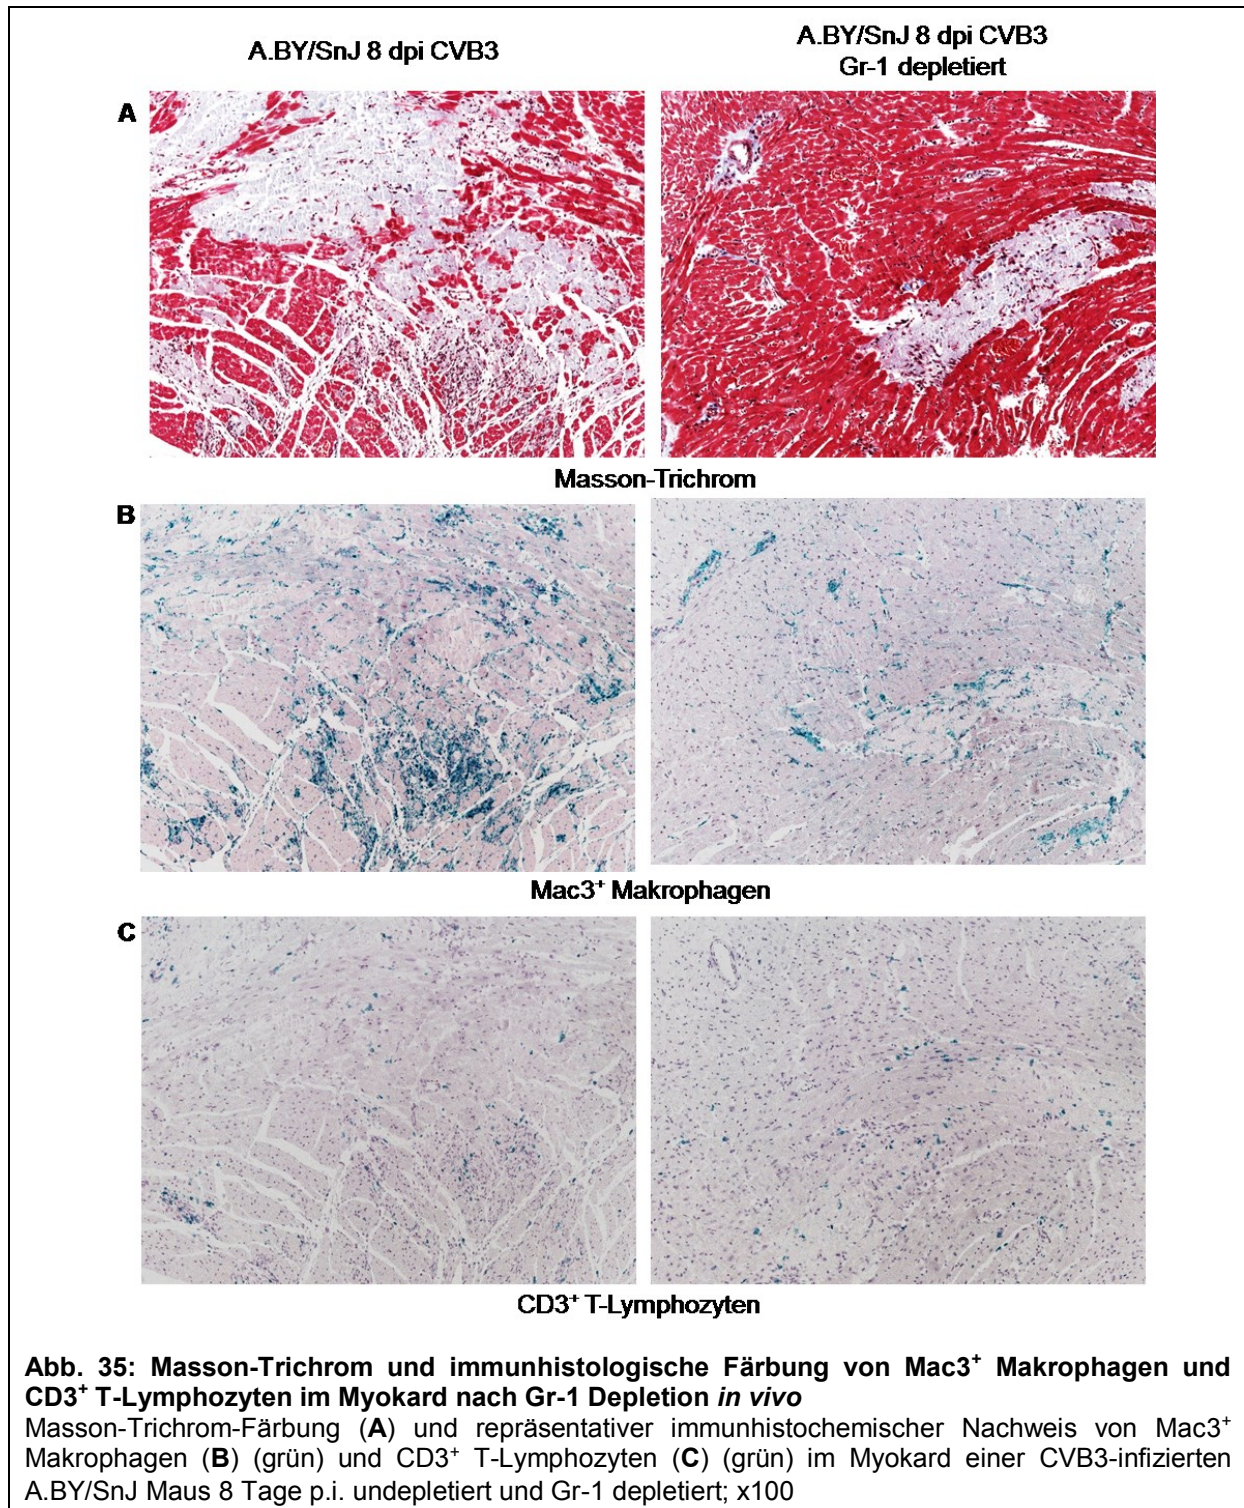 A.BY/SnJ 8 dpi CVB3
A.BY/SnJ 8 dpi CVB3
Gr-1 depletiert
A
Masson-Trichrom
B
Mac3⁺ Makrophagen
C
CD3⁺ T-Lymphozyten
Abb. 35: Masson-Trichrom und immunhistologische Färbung von Mac3⁺ Makrophagen und
CD3⁺ T-Lymphozyten im Myokard nach Gr-1 Depletion in vivo
Masson-Trichrom-Färbung (A) und repräsentativer immunhistochemischer Nachweis von Mac3⁺
Makrophagen (B) (grün) und CD3⁺ T-Lymphozyten (C) (grün) im Myokard einer CVB3-infizierten
A.BY/SnJ Maus 8 Tage p.i. undepletiert und Gr-1 depletiert; x100